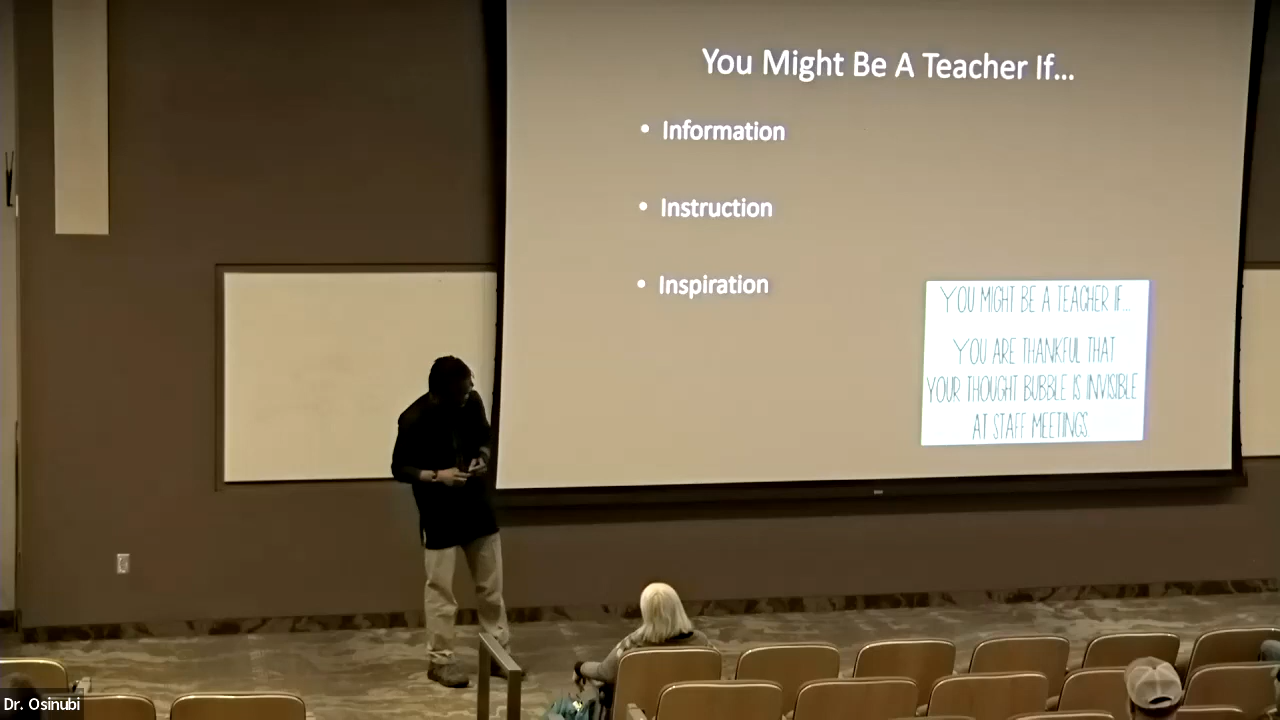 You Might Be A Teacher If...
• Information
• Instruction
• Inspiration
YOU MIGHT BE A TEACHER IF...
YOU ARE THANKFUL THAT
YOUR THOUGHT BUBBLE IS INVISIBLE
AT STAFF MEETINGS
Dr. Osinubi